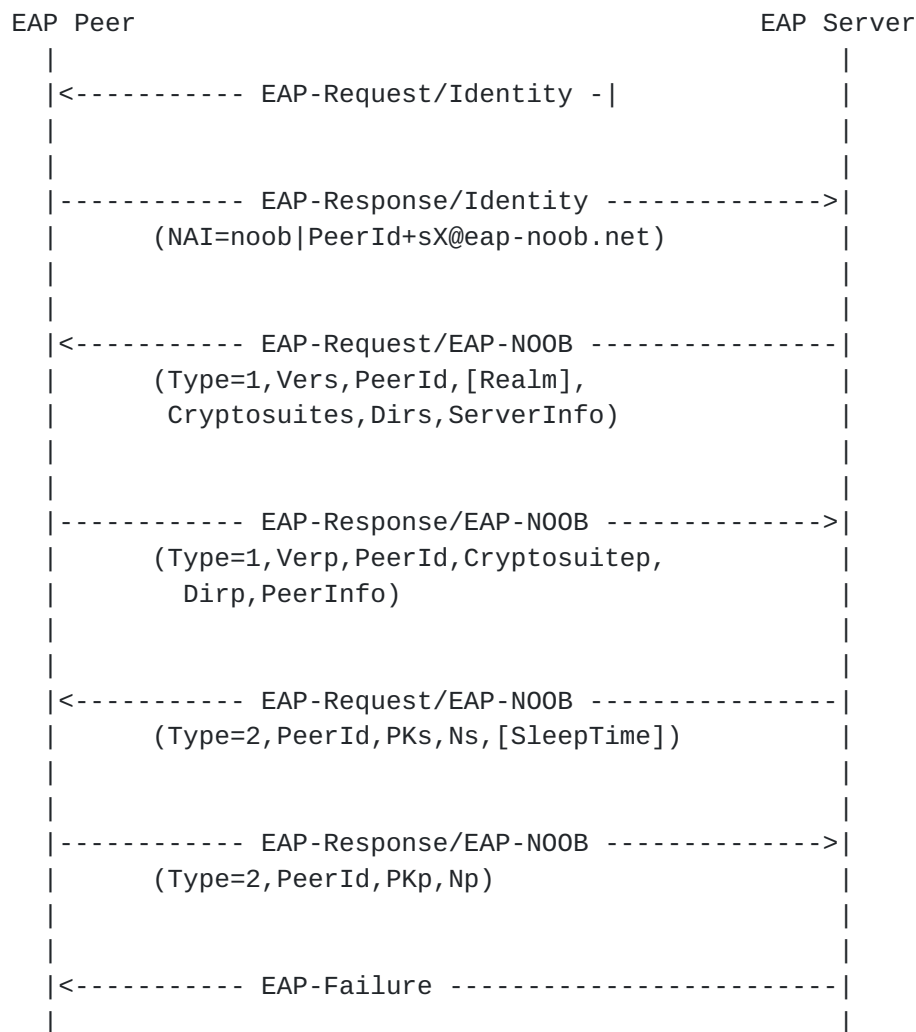 EAP Peer EAP Server
| |
|<----------- EAP-Request/Identity -| |
| |
| |
|------------ EAP-Response/Identity -------------->|
| (NAI=noob|PeerId+sX@eap-noob.net) |
| |
| |
|<----------- EAP-Request/EAP-NOOB ----------------|
| (Type=1,Vers,PeerId,[Realm], |
| Cryptosuites,Dirs,ServerInfo) |
| |
| |
|------------ EAP-Response/EAP-NOOB -------------->|
| (Type=1,Verp,PeerId,Cryptosuitep, |
| Dirp,PeerInfo) |
| |
| |
|<----------- EAP-Request/EAP-NOOB ----------------|
| (Type=2,PeerId,PKs,Ns,[SleepTime]) |
| |
| |
|------------ EAP-Response/EAP-NOOB -------------->|
| (Type=2,PeerId,PKp,Np) |
| |
| |
|<----------- EAP-Failure -------------------------|
| |